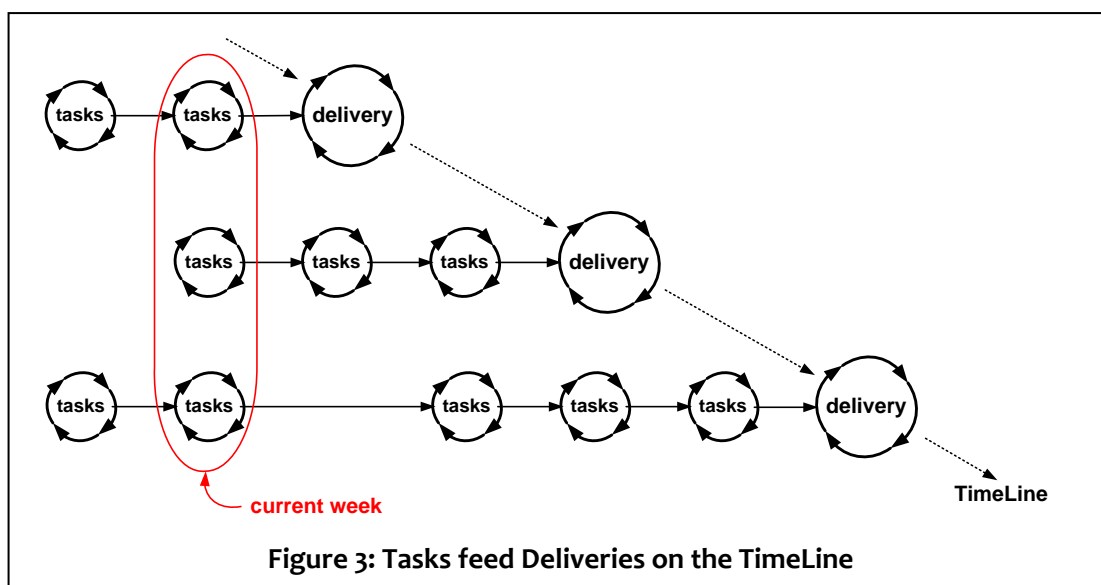 tasks
tasks
delivery
tasks
tasks
tasks
delivery
tasks
tasks
tasks
tasks
tasks
delivery
current week
TimeLine
Figure 3: Tasks feed Deliveries on the TimeLine